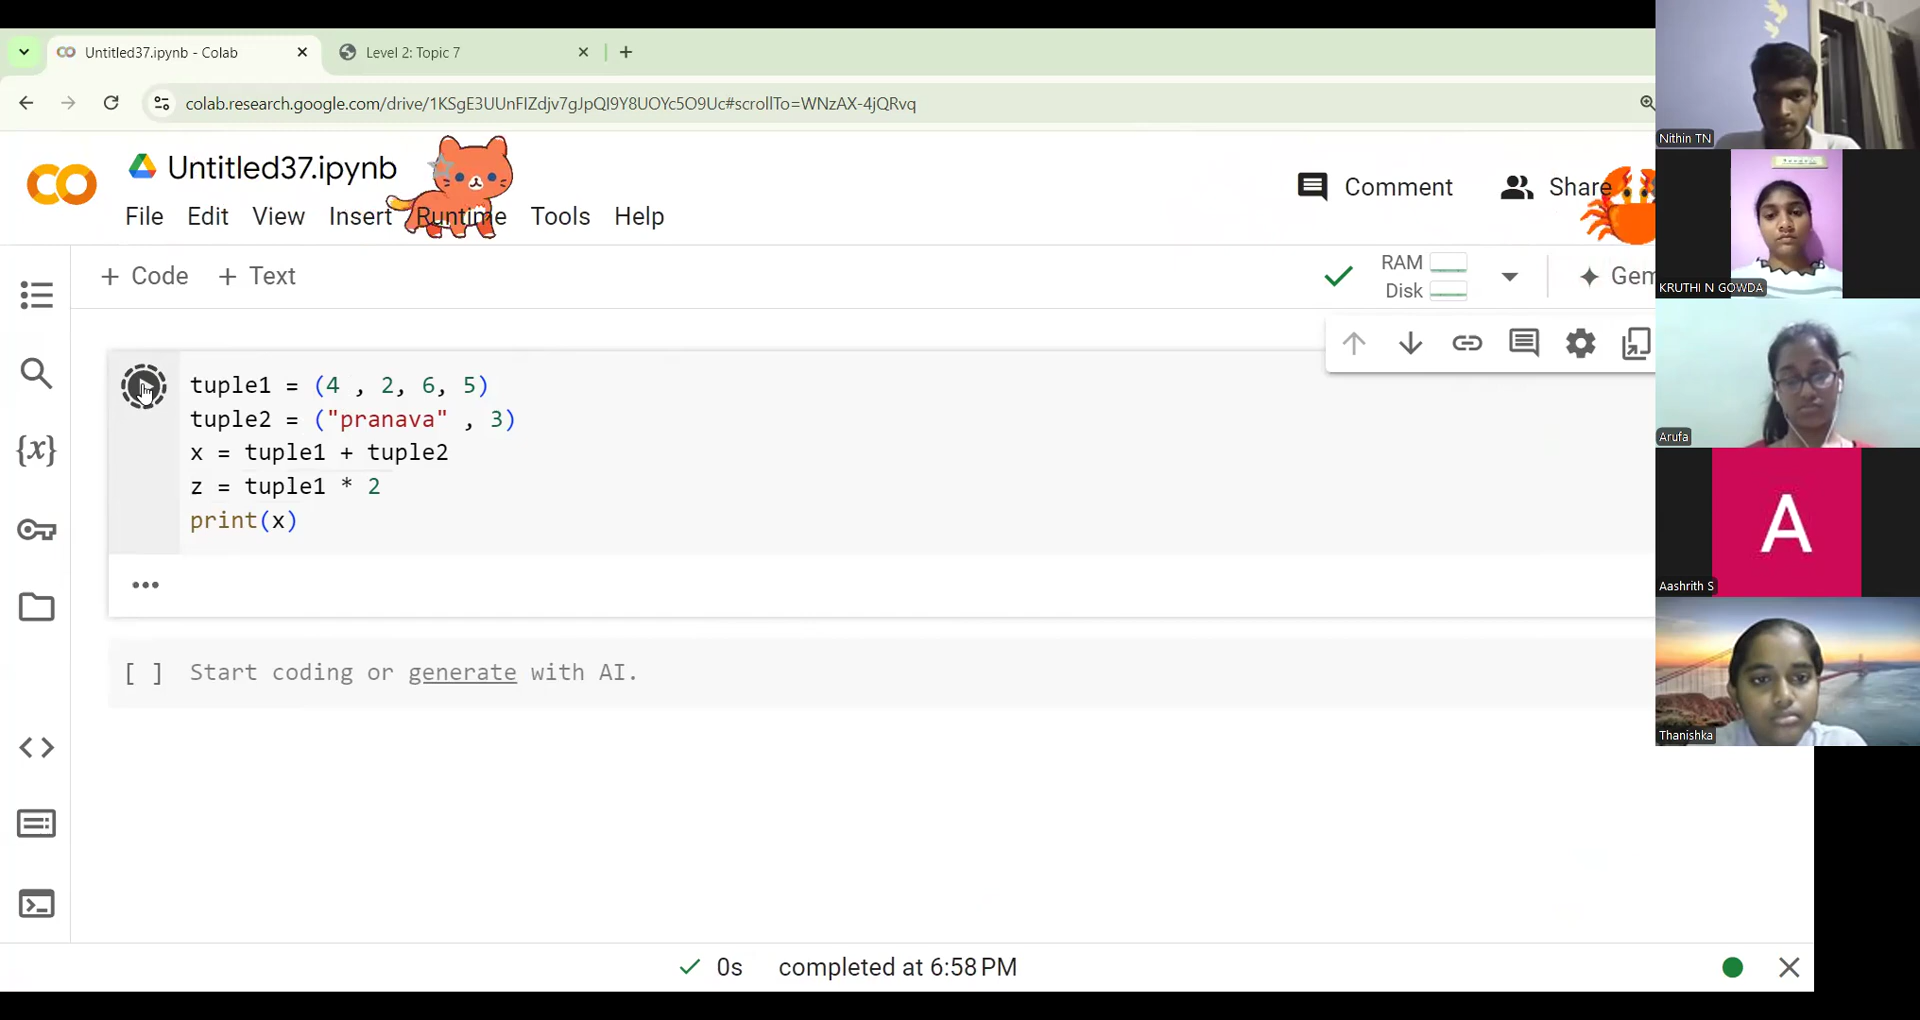 Untitled37.ipynb - Colab
Level 2: Topic 7
colab.research.google.com/drive/1KSgE3UUnFIZdjv7gJpQI9Y8UOYc5O9Uc#scrollTo=WNzAX-4jQRvq
CO
Untitled37.ipynb
File Edit View Insert Runtime Tools Help
Comment
Share
+ Code + Text
RAM
Disk
Gem
tuple1 = (4 , 2, 6, 5)
tuple2 = ("pranava" , 3)
x = tuple1 + tuple2
z = tuple1 * 2
print(x)
[ ] Start coding or generate with AI.
{x}
0s completed at 6:58 PM
Nithin TN
KRUTHI N GOWDA
Arufa
A
Aashrith S
Thanishka